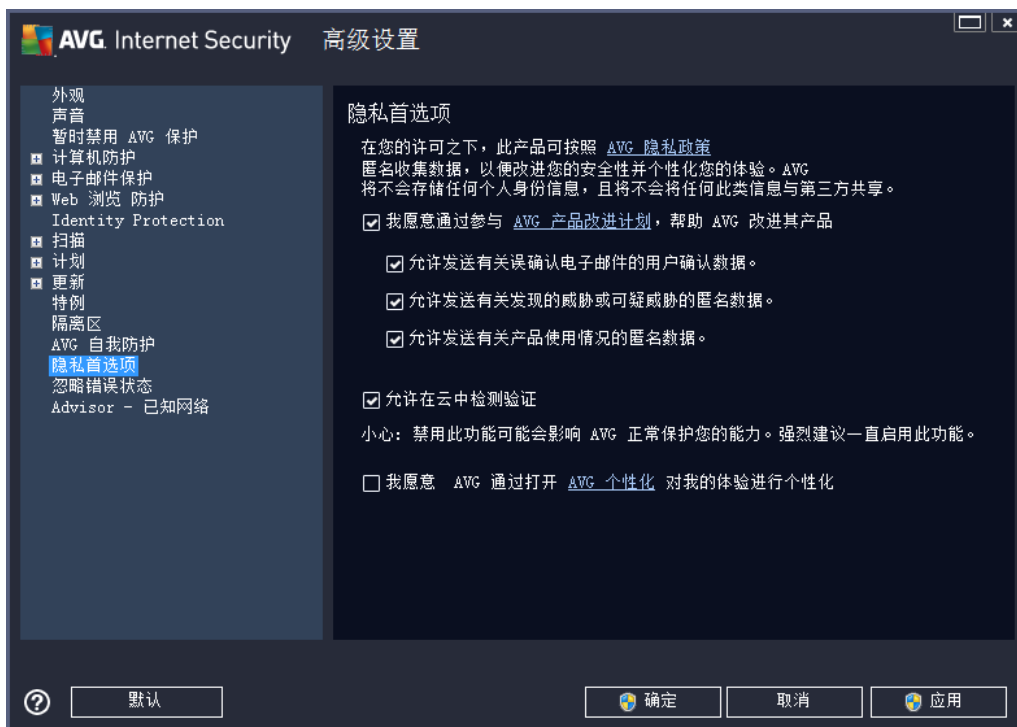 AVG. Internet Security 高级设置
外观
声音
暂时禁用 AVG 保护
计算机防护
电子邮件保护
Web 浏览 防护
Identity Protection
扫描
计划
更新
特例
隔离区
AVG 自我防护
隐私首选项
忽略错误状态
Advisor - 已知网络
隐私首选项
在您的许可之下，此产品可按照 AVG 隐私政策
匿名收集数据，以便改进您的安全性并个性化您的体验。AVG
将不会存储任何个人身份信息，且将不会将任何此类信息与第三方共享。
我愿意通过参与 AVG 产品改进计划，帮助 AVG 改进其产品
允许发送有关误确认电子邮件的用户确认数据。
允许发送有关发现的威胁或可疑威胁的匿名数据。
允许发送有关产品使用情况的匿名数据。
允许在云中检测验证
小心：禁用此功能可能会影响 AVG 正常保护您的能力。强烈建议一直启用此功能。
我愿意 AVG 通过打开 AVG 个性化 对我的体验进行个性化
默认
确定
取消
应用